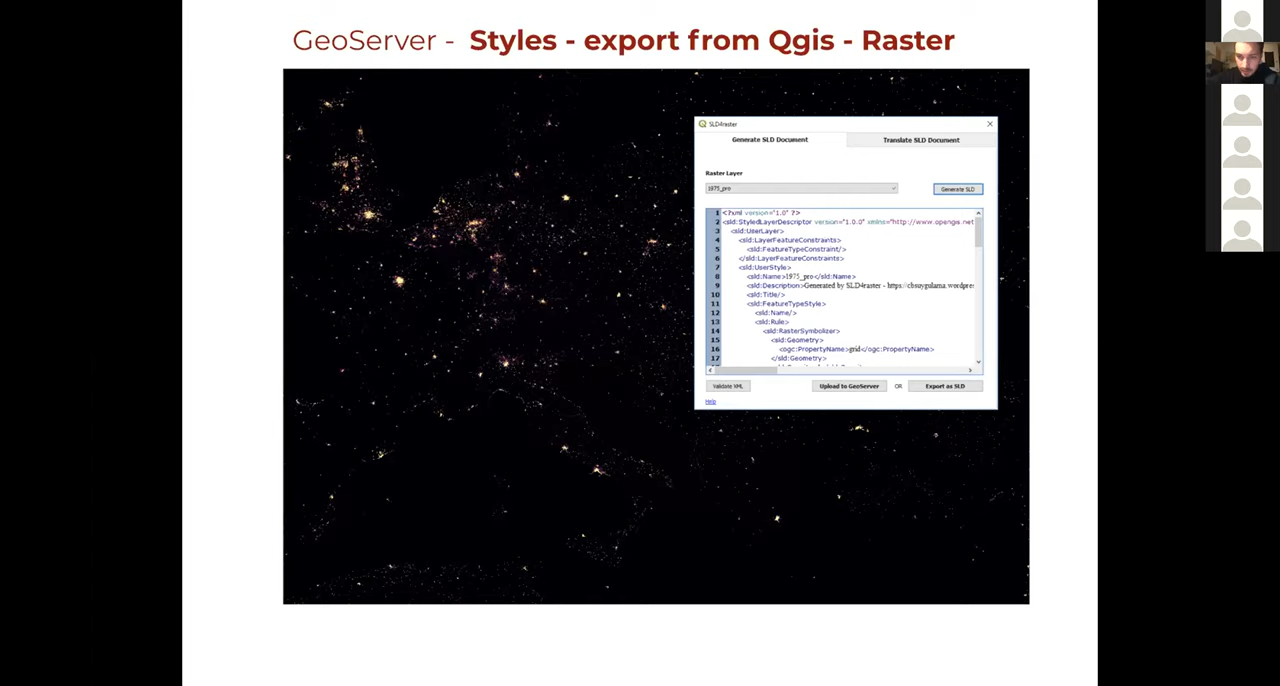 GeoServer - Styles - export from Qgis - Raster
SLD4raster
Generate SLD Document
Translate SLD Document
Raster Layer
1975_pro
Generate SLD
1 <?xml version="1.0" ?>
2 <sld:StyledLayerDescriptor version="1.0.0" xmlns="http://www.opengis.net
3 <sld:UserLayer>
4 <sld:LayerFeatureConstraints>
5 <sld:FeatureTypeConstraint/>
6 </sld:LayerFeatureConstraints>
7 <sld:UserStyle>
8 <sld:Name>1975_pro</sld:Name>
9 <sld:Description>Generated by SLD4raster - https://cbsuygulama.wordpre
10 <sld:Title/>
11 <sld:FeatureTypeStyle>
12 <sld:Name/>
13 <sld:Rule>
14 <sld:RasterSymbolizer>
15 <sld:Geometry>
16 <ogc:PropertyName>grid</ogc:PropertyName>
17 </sld:Geometry>
Validate XML
Upload to GeoServer
OR
Export as SLD
Help